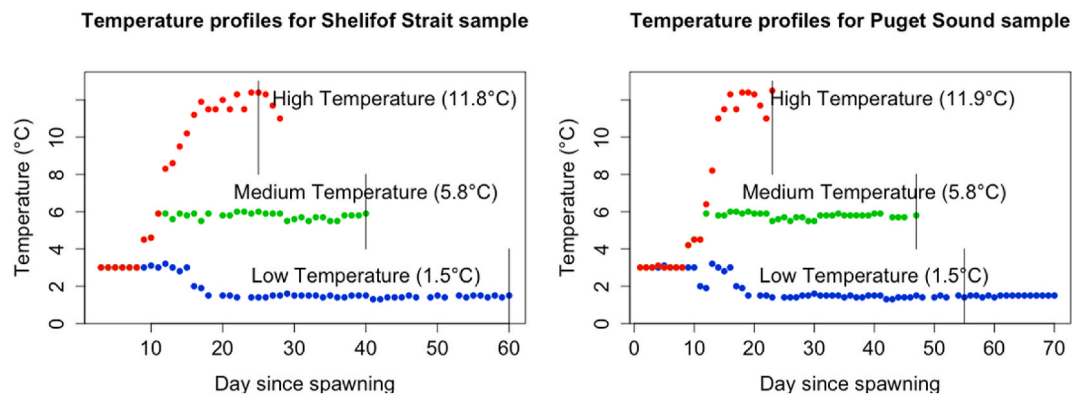 Temperature profiles for Shelifof Strait sample
High Temperature (11.8°C)
Medium Temperature (5.8°C)
Low Temperature (1.5°C)
Temperature (°C)
0
2
4
6
8
10
10
20
30
40
50
60
Day since spawning
Temperature profiles for Puget Sound sample
High Temperature (11.9°C)
Medium Temperature (5.8°C)
Low Temperature (1.5°C)
Temperature (°C)
0
2
4
6
8
10
0
10
20
30
40
50
60
70
Day since spawning